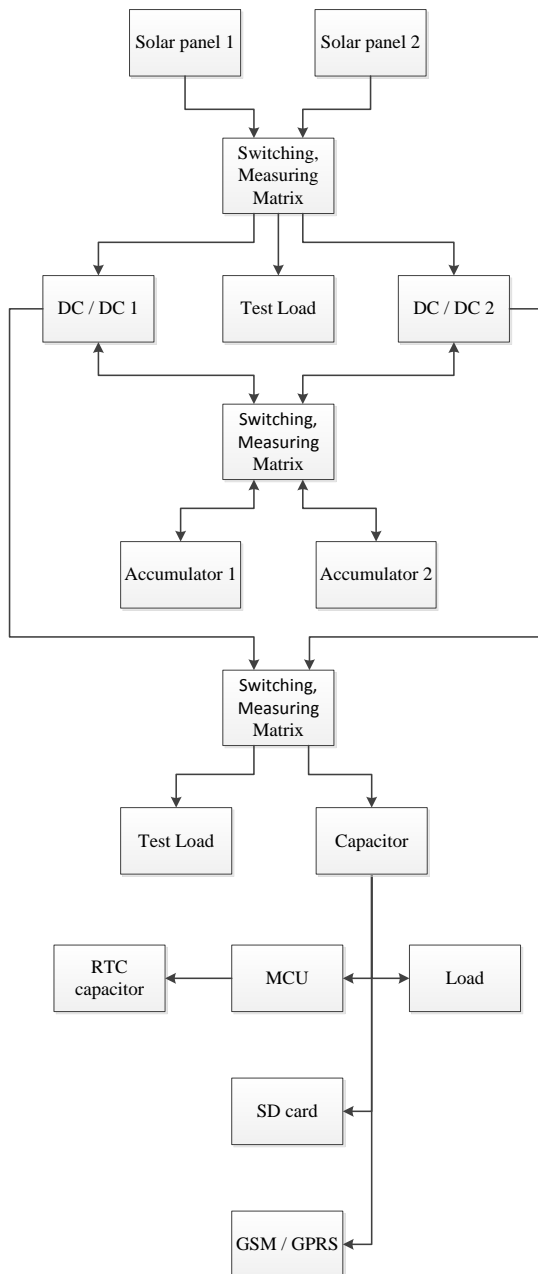 Solar panel 1
Solar panel 2
Switching,
Measuring
Matrix
DC / DC 1
Test Load
DC / DC 2
Switching,
Measuring
Matrix
Accumulator 1
Accumulator 2
Switching,
Measuring
Matrix
Test Load
Capacitor
RTC
capacitor
MCU
Load
SD card
GSM / GPRS